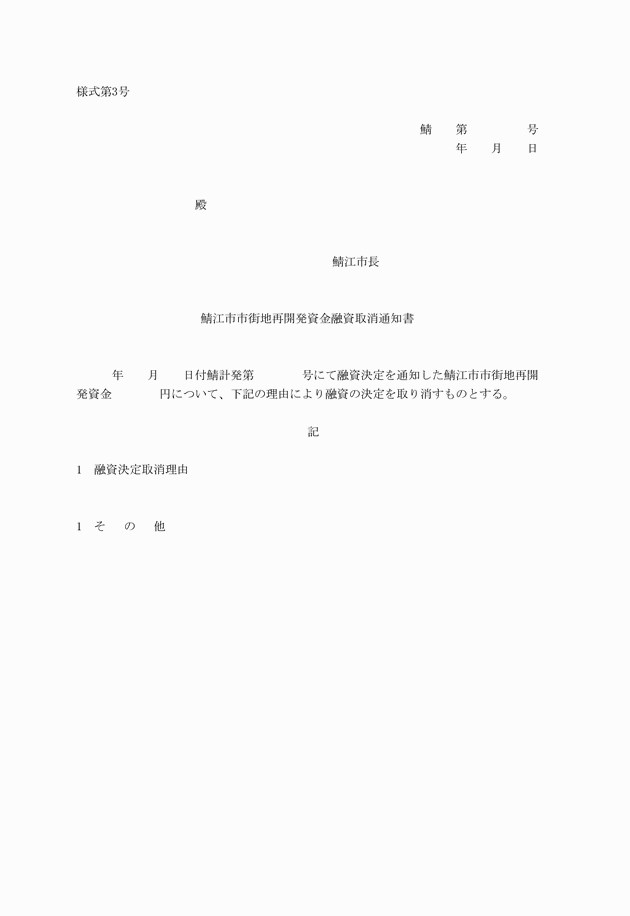 様式第3号
鯖　　第　　　　　号
年　　月　　日
殿
鯖江市長
鯖江市市街地再開発資金融資取消通知書
年　　月　　日付鯖計発第　　　　号にて融資決定を通知した鯖江市市街地再開
発資金　　　　円について、下記の理由により融資の決定を取り消すものとする。
記
1　融資決定取消理由
1　そ　の　他